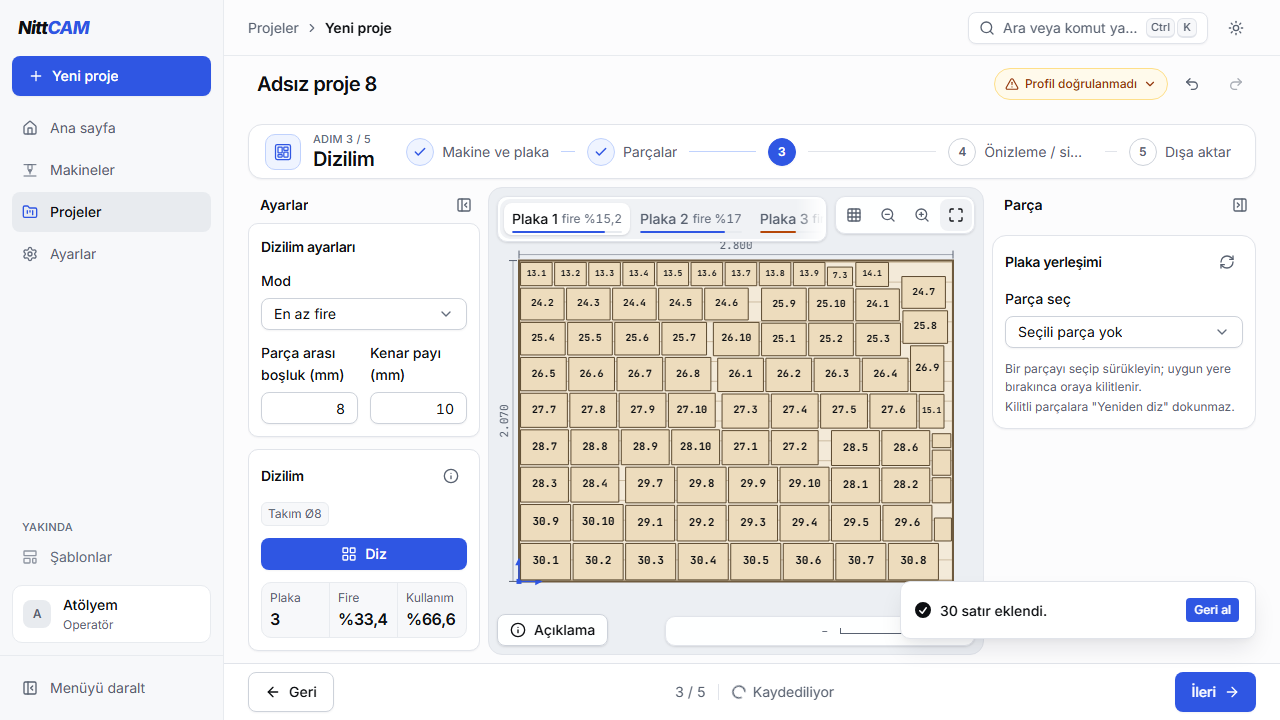 NittCAM
Yeni proje
Ana sayfa
Makineler
Projeler
Ayarlar
YAKINDA
Şablonlar
A
Atölyem
Operatör
Menüyü daralt
Projeler > Yeni proje
Ara veya komut ya... Ctrl K
Adsız proje 8
Profil doğrulanmadı
ADIM 3 / 5
Dizilim
Makine ve plaka
Parçalar
3
4 Önizleme / si...
5 Dışa aktar
Ayarlar
Dizilim ayarları
Mod
En az fire
Parça arası boşluk (mm)
Kenar payı (mm)
8
10
Dizilim
Takım Ø8
Diz
Plaka
3
Fire
%33,4
Kullanım
%66,6
Plaka 1 fire %15,2
Plaka 2 fire %17
Plaka 3
2.800
2.070
13.1 13.2 13.3 13.4 13.5 13.6 13.7 13.8 13.9 7.3 14.1
24.2 24.3 24.4 24.5 24.6 25.9 25.10 24.1 24.7
25.4 25.5 25.6 25.7 26.10 25.1 25.2 25.3 25.8
26.5 26.6 26.7 26.8 26.1 26.2 26.3 26.4 26.9
27.7 27.8 27.9 27.10 27.3 27.4 27.5 27.6 15.1
28.7 28.8 28.9 28.10 27.1 27.2 28.5 28.6
28.3 28.4 29.7 29.8 29.9 29.10 28.1 28.2
30.9 30.10 29.1 29.2 29.3 29.4 29.5 29.6
30.1 30.2 30.3 30.4 30.5 30.6 30.7 30.8
Açıklama
–
Parça
Plaka yerleşimi
Parça seç
Seçili parça yok
Bir parçayı seçip sürükleyin; uygun yere
bırakınca oraya kilitlenir.
Kilitli parçalara "Yeniden diz" dokunmaz.
30 satır eklendi.
Geri al
Geri
3 / 5
Kaydediliyor
İleri